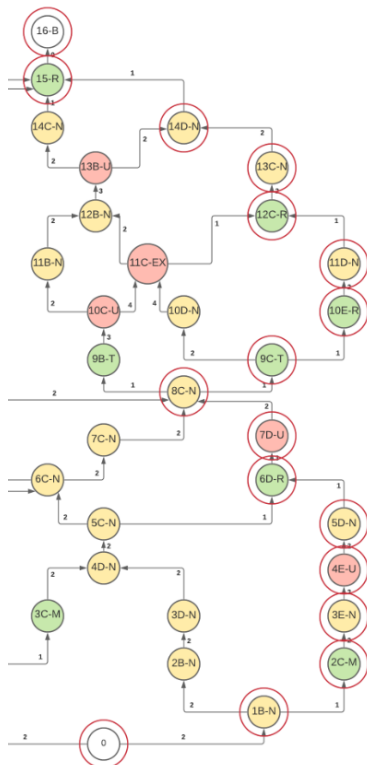 16-B
15-R
1
14C-N
14D-N
2
2
2
13B-U
13C-N
3
12B-N
12C-R
2
2
1
1
11B-N
11C-EX
11D-N
2
4
4
10C-U
10D-N
10E-R
3
9B-T
9C-T
2
1
1
1
2
8C-N
2
2
7C-N
7D-U
6C-N
2
6D-R
1
2
1
5C-N
5D-N
2
4D-N
4E-U
2
2
3C-M
3D-N
3E-N
2
1
2B-N
2C-M
2
1
1B-N
2
0
2